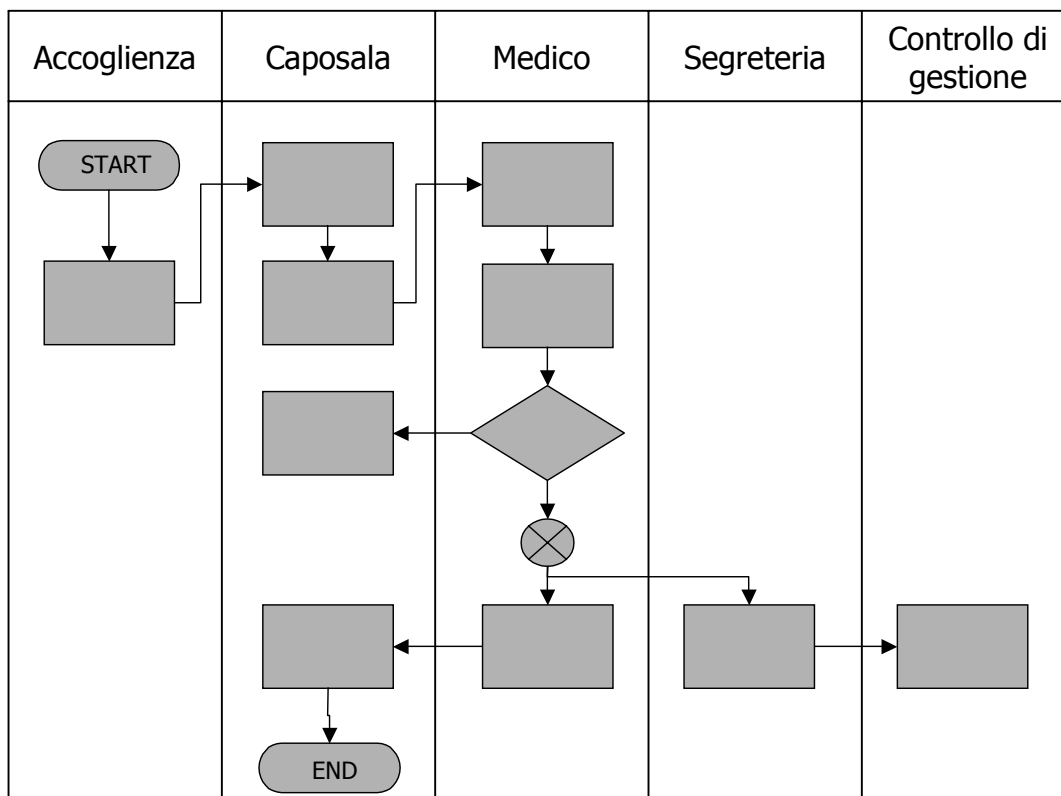 Accoglienza
Caposala
Medico
Segreteria
Controllo di
gestione
START
END